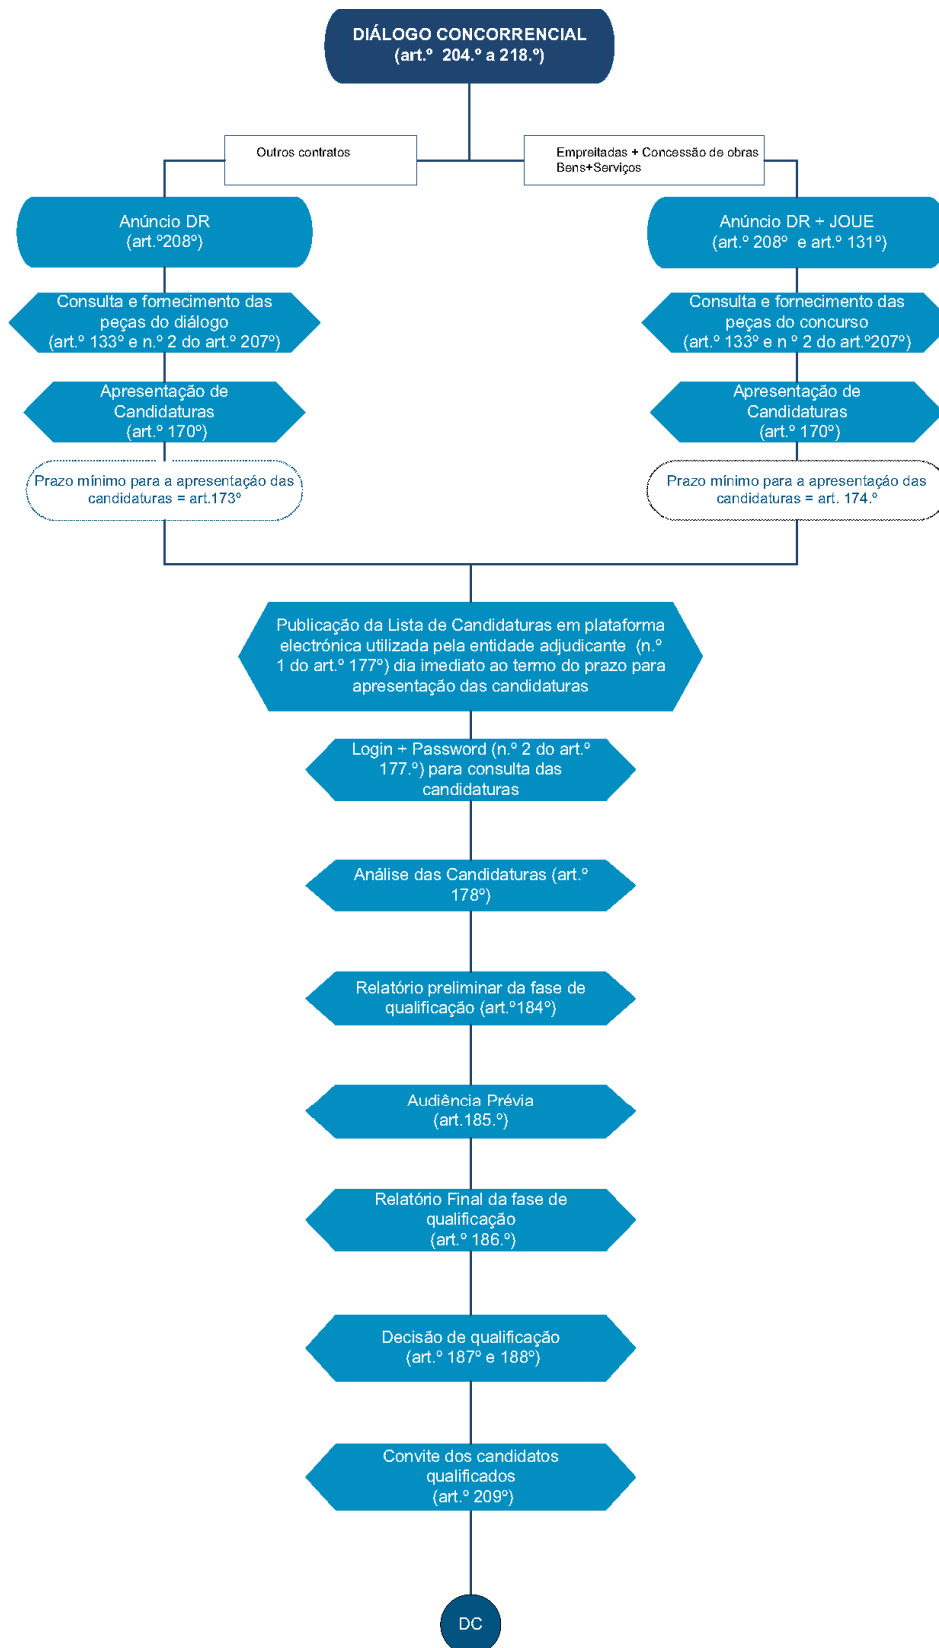 DIÁLOGO CONCORRENCIAL
(art.º 204.º a 218.º)
Outros contratos
Empreitadas + Concessão de obras
Bens+Serviços
Anúncio DR
(art.º208º)
Anúncio DR + JOUE
(art.º 208º e art.º 131º)
Consulta e fornecimento das
peças do diálogo
(art.º 133º e n.º 2 do art.º 207º)
Consulta e fornecimento das
peças do concurso
(art.º 133º e n º 2 do art.º207º)
Apresentação de
Candidaturas
(art.º 170º)
Apresentação de
Candidaturas
(art.º 170º)
Prazo mínimo para a apresentação das
candidaturas = art.173º
Prazo mínimo para a apresentação das
candidaturas = art. 174.º
Publicação da Lista de Candidaturas em plataforma
electrónica utilizada pela entidade adjudicante (n.º
1 do art.º 177º) dia imediato ao termo do prazo para
apresentação das candidaturas
Login + Password (n.º 2 do art.º
177.º) para consulta das
candidaturas
Análise das Candidaturas (art.º
178º)
Relatório preliminar da fase de
qualificação (art.º184º)
Audiência Prévia
(art.185.º)
Relatório Final da fase de
qualificação
(art.º 186.º)
Decisão de qualificação
(art.º 187º e 188º)
Convite dos candidatos
qualificados
(art.º 209º)
DC